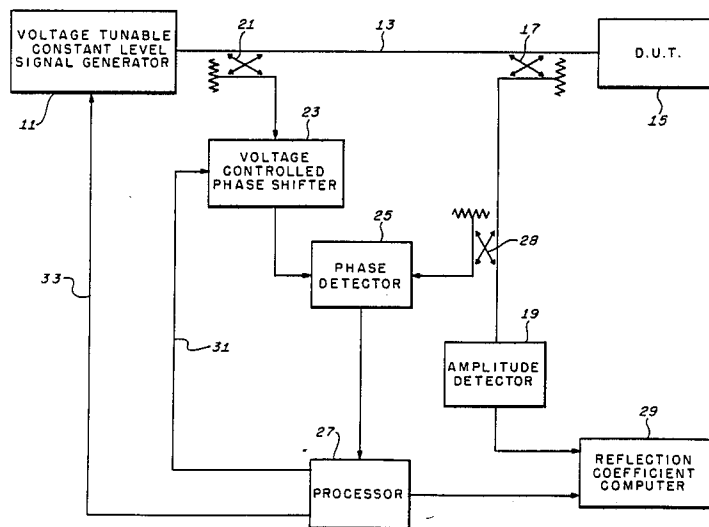 VOLTAGE TUNABLE
CONSTANT LEVEL
SIGNAL GENERATOR
11
21
13
17
D.U.T.
15
23
VOLTAGE
CONTROLLED
PHASE SHIFTER
25
PHASE
DETECTOR
28
33
31
19
AMPLITUDE
DETECTOR
27
PROCESSOR
29
REFLECTION
COEFFICIENT
COMPUTER